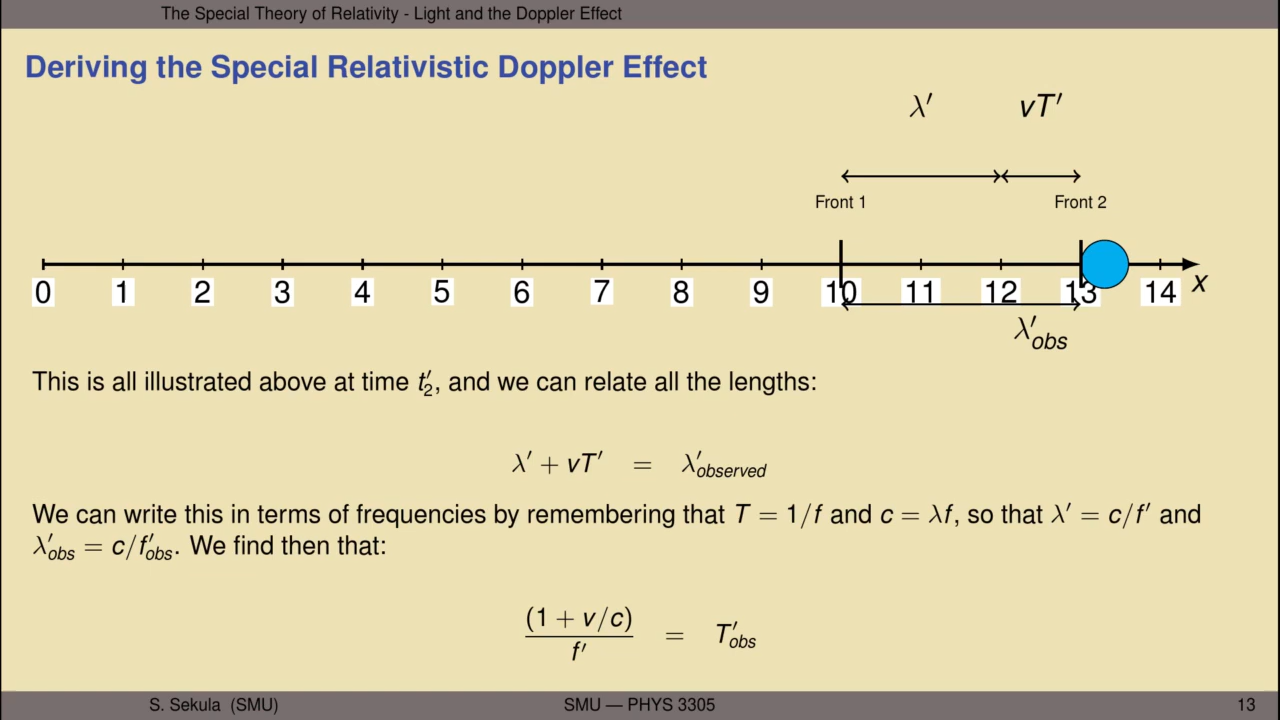 The Special Theory of Relativity - Light and the Doppler Effect
Deriving the Special Relativistic Doppler Effect
λ′ vT′
Front 1 Front 2
0 1 2 3 4 5 6 7 8 9 10 11 12 13 14 x
λ′obs
This is all illustrated above at time t′2, and we can relate all the lengths:
λ′ + vT′ = λ′observed
We can write this in terms of frequencies by remembering that T = 1/f and c = λf, so that λ′ = c/f′ and
λ′obs = c/f′obs. We find then that:
(1 + v/c)
f′ = T′obs
S. Sekula (SMU) SMU — PHYS 3305 13